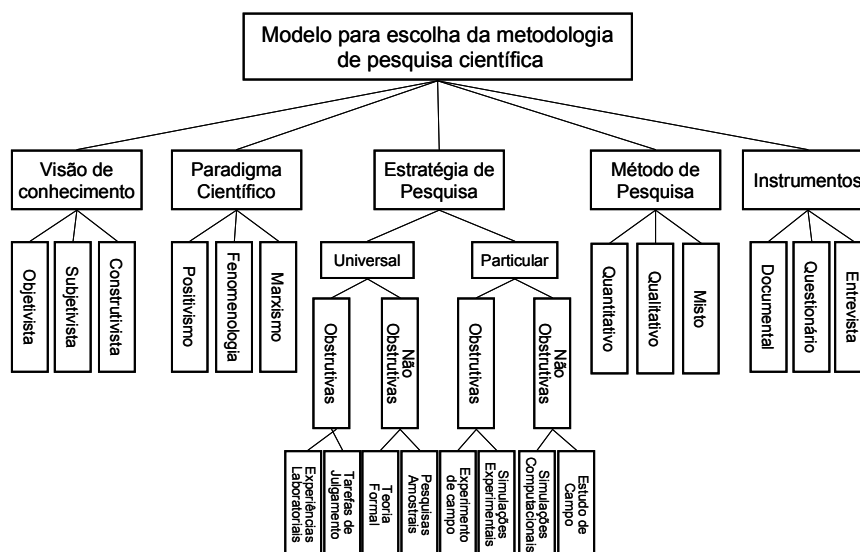 Modelo para escolha da metodologia
de pesquisa científica
Visão de
conhecimento
Paradigma
Científico
Estratégia de
Pesquisa
Método de
Pesquisa
Instrumentos
Objetivista
Subjetivista
Construtivista
Positivismo
Fenomenologia
Marxismo
Universal
Particular
Quantitativo
Qualitativo
Misto
Documental
Questionário
Entrevista
Obstrutivas
Não
Obstrutivas
Obstrutivas
Não
Obstrutivas
Experiências
Laboratoriais
Tarefas de
Julgamento
Teoria
Formal
Pesquisas
Amostrais
Experimento
de campo
Simulações
Experimentais
Simulações
Computacionais
Estudo de
Campo